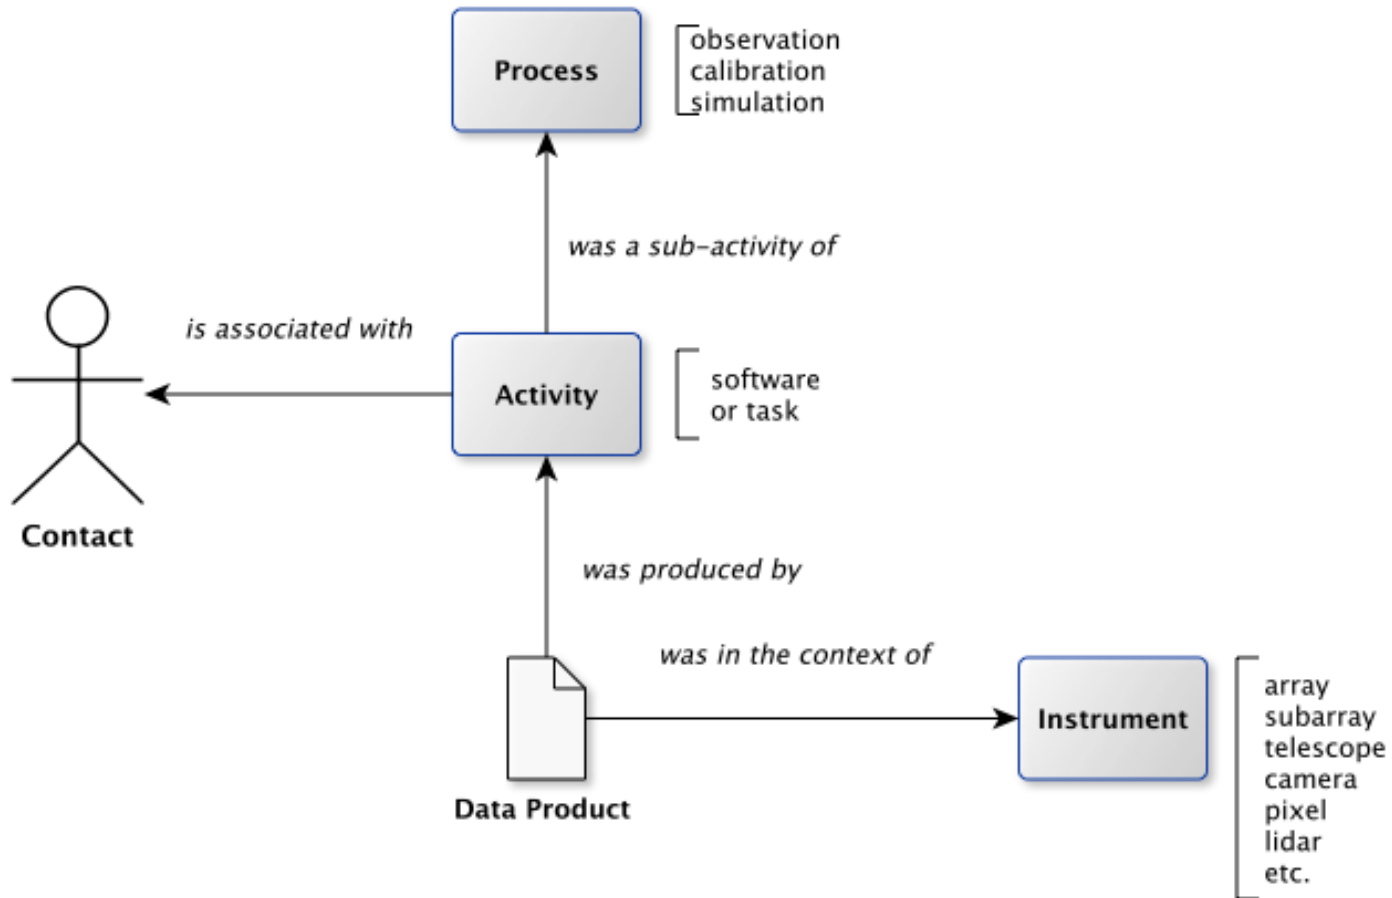 Process
observation
calibration
simulation
was a sub-activity of
is associated with
Activity
software
or task
Contact
was produced by
was in the context of
Data Product
Instrument
array
subarray
telescope
camera
pixel
lidar
etc.